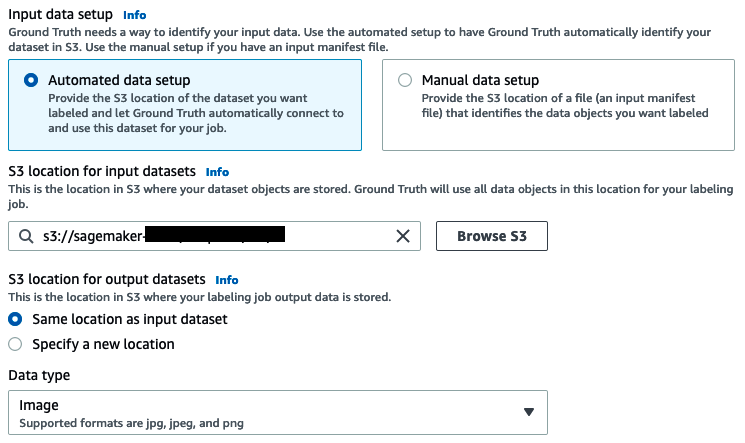 Input data setup Info
Ground Truth needs a way to identify your input data. Use the automated setup to have Ground Truth automatically identify your
dataset in S3. Use the manual setup if you have an input manifest file.
Automated data setup
Provide the S3 location of the dataset you want
labeled and let Ground Truth automatically connect to
and use this dataset for your job.
Manual data setup
Provide the S3 location of a file (an input manifest
file) that identifies the data objects you want labeled
S3 location for input datasets Info
This is the location in S3 where your dataset objects are stored. Ground Truth will use all data objects in this location for your labeling
job.
s3://sagemaker-
Browse S3
S3 location for output datasets Info
This is the location in S3 where your labeling job output data is stored.
Same location as input dataset
Specify a new location
Data type
Image
Supported formats are jpg, jpeg, and png